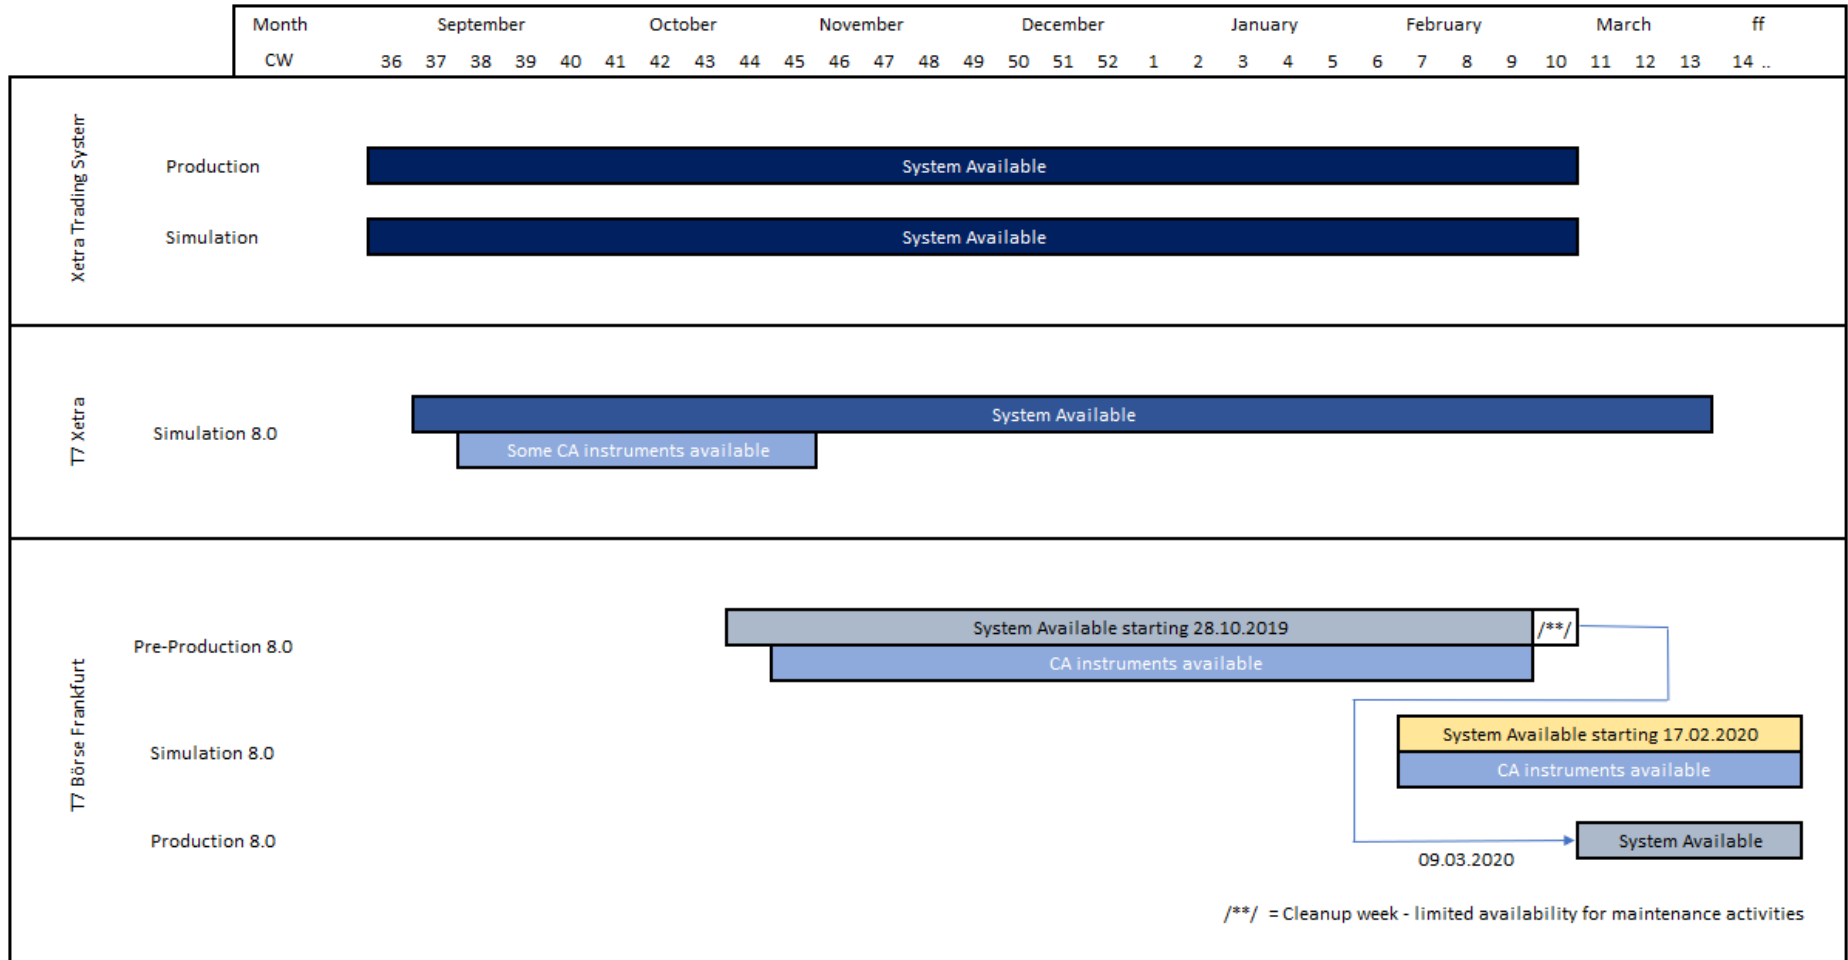 Month September October November December January February March ff
CW 36 37 38 39 40 41 42 43 44 45 46 47 48 49 50 51 52 1 2 3 4 5 6 7 8 9 10 11 12 13 14 ..
Xetra Trading System
Production
System Available
Simulation
System Available
T7 Xetra
Simulation 8.0
System Available
Some CA instruments available
T7 Börse Frankfurt
Pre-Production 8.0
System Available starting 28.10.2019
/**/
CA instruments available
Simulation 8.0
System Available starting 17.02.2020
CA instruments available
Production 8.0
System Available
09.03.2020
/**/ = Cleanup week - limited availability for maintenance activities